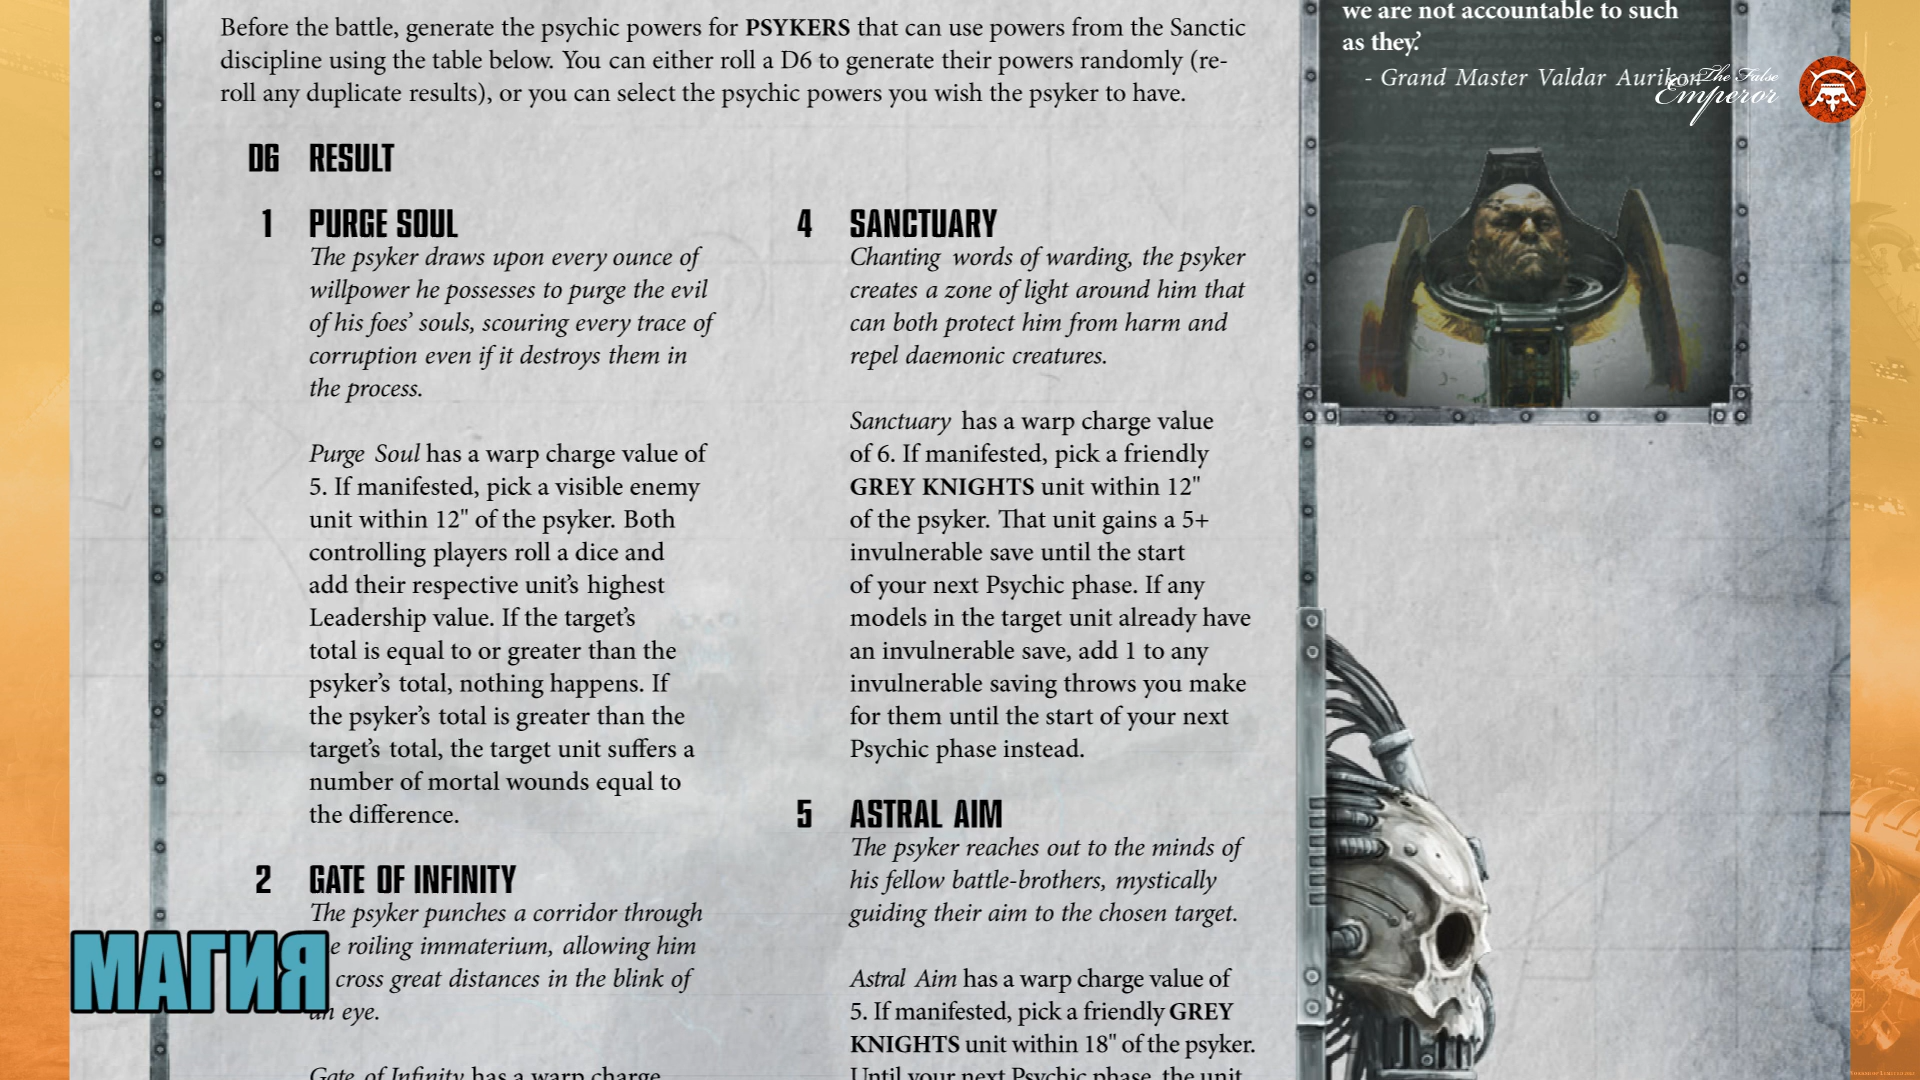 Before the battle, generate the psychic powers for PSYKERS that can use powers from the Sanctic
discipline using the table below. You can either roll a D6 to generate their powers randomly (re-
roll any duplicate results), or you can select the psychic powers you wish the psyker to have.
D6 RESULT
1 PURGE SOUL
The psyker draws upon every ounce of
willpower he possesses to purge the evil
of his foes’ souls, scouring every trace of
corruption even if it destroys them in
the process.
Purge Soul has a warp charge value of
5. If manifested, pick a visible enemy
unit within 12" of the psyker. Both
controlling players roll a dice and
add their respective unit’s highest
Leadership value. If the target’s
total is equal to or greater than the
psyker’s total, nothing happens. If
the psyker’s total is greater than the
target’s total, the target unit suffers a
number of mortal wounds equal to
the difference.
2 GATE OF INFINITY
The psyker punches a corridor through
roiling immaterium, allowing him
cross great distances in the blink of
an eye.
Gate of Infinity has a warp charge
4 SANCTUARY
Chanting words of warding, the psyker
creates a zone of light around him that
can both protect him from harm and
repel daemonic creatures.
Sanctuary has a warp charge value
of 6. If manifested, pick a friendly
GREY KNIGHTS unit within 12"
of the psyker. That unit gains a 5+
invulnerable save until the start
of your next Psychic phase. If any
models in the target unit already have
an invulnerable save, add 1 to any
invulnerable saving throws you make
for them until the start of your next
Psychic phase instead.
5 ASTRAL AIM
The psyker reaches out to the minds of
his fellow battle-brothers, mystically
guiding their aim to the chosen target.
Astral Aim has a warp charge value of
5. If manifested, pick a friendly GREY
KNIGHTS unit within 18" of the psyker.
Until your next Psychic phase, the unit
we are not accountable to such
as they.’
- Grand Master Valdar Aurikon
The False
Emperor
МАГИЯ